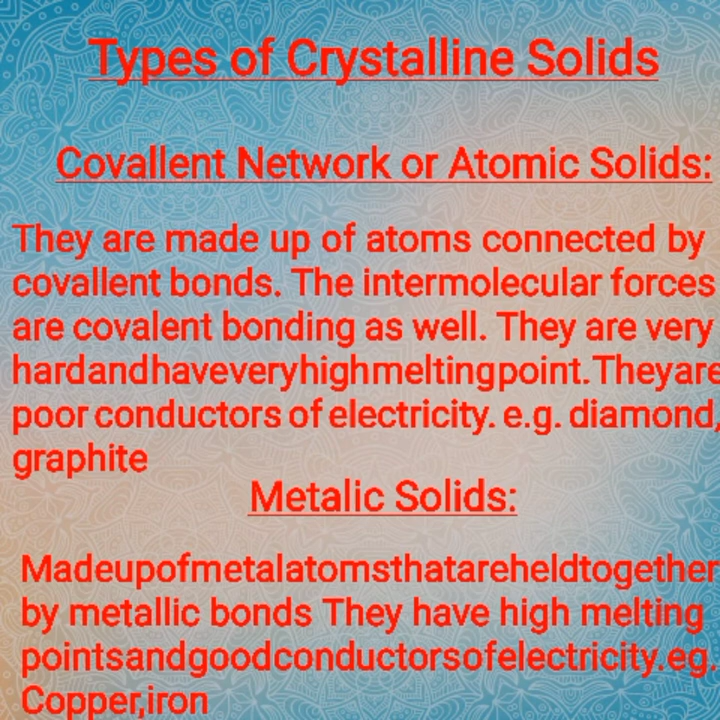 Types of Crystalline Solids
Covallent Network or Atomic Solids:
They are made up of atoms connected by
covallent bonds. The intermolecular forces
are covalent bonding as well. They are very
hardandhaveveryhighmeltingpoint.Theyare
poor conductors of electricity. e.g. diamond,
graphite
Metalic Solids:
Madeupofmetalatomsthatareheldtogether
by metallic bonds They have high melting
pointsandgoodconductorsofelectricity.eg.
Copper,iron